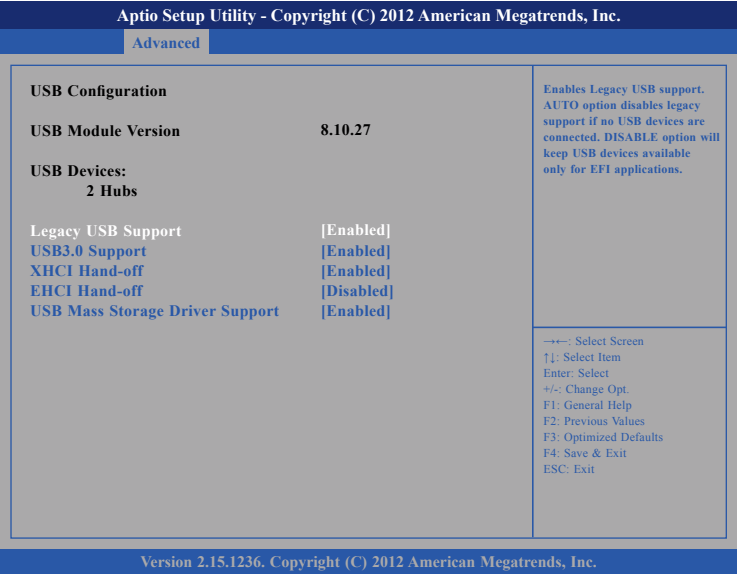 Aptio Setup Utility - Copyright (C) 2012 American Megatrends, Inc.
Advanced
USB Configuration
USB Module Version 8.10.27
USB Devices:
2 Hubs
Legacy USB Support [Enabled]
USB3.0 Support [Enabled]
XHCI Hand-off [Enabled]
EHCI Hand-off [Disabled]
USB Mass Storage Driver Support [Enabled]
Enables Legacy USB support.
AUTO option disables legacy
support if no USB devices are
connected. DISABLE option will
keep USB devices available
only for EFI applications.
→←: Select Screen
↑↓: Select Item
Enter: Select
+/-: Change Opt.
F1: General Help
F2: Previous Values
F3: Optimized Defaults
F4: Save & Exit
ESC: Exit
Version 2.15.1236. Copyright (C) 2012 American Megatrends, Inc.